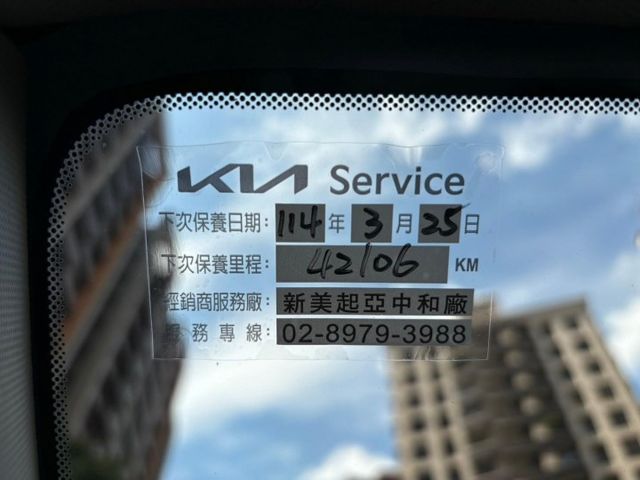 KIA Service
下次保養日期: 114 年 3 月 25 日
下次保養里程: 42106 KM
經銷商服務廠: 新美起亞中和廠
服務專線: 02-8979-3988